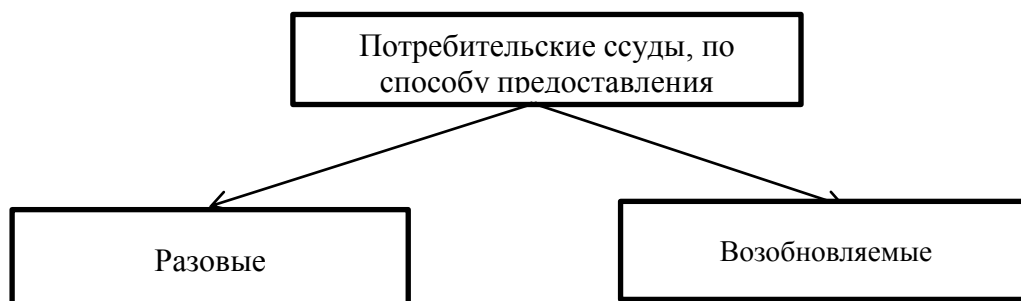 Потребительские ссуды, по
способу предоставления
Разовые
Возобновляемые